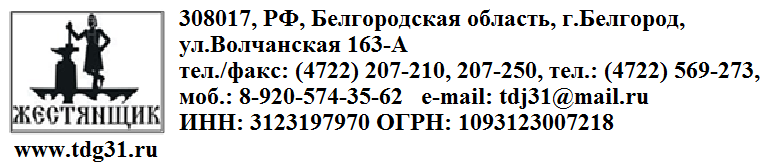 308017, РФ, Белгородская область, г.Белгород,
ул.Волчанская 163-А
тел./факс: (4722) 207-210, 207-250, тел.: (4722) 569-273,
моб.: 8-920-574-35-62 e-mail: tdj31@mail.ru
ИНН: 3123197970 ОГРН: 1093123007218
ЖЕСТЯНЩИК
www.tdg31.ru